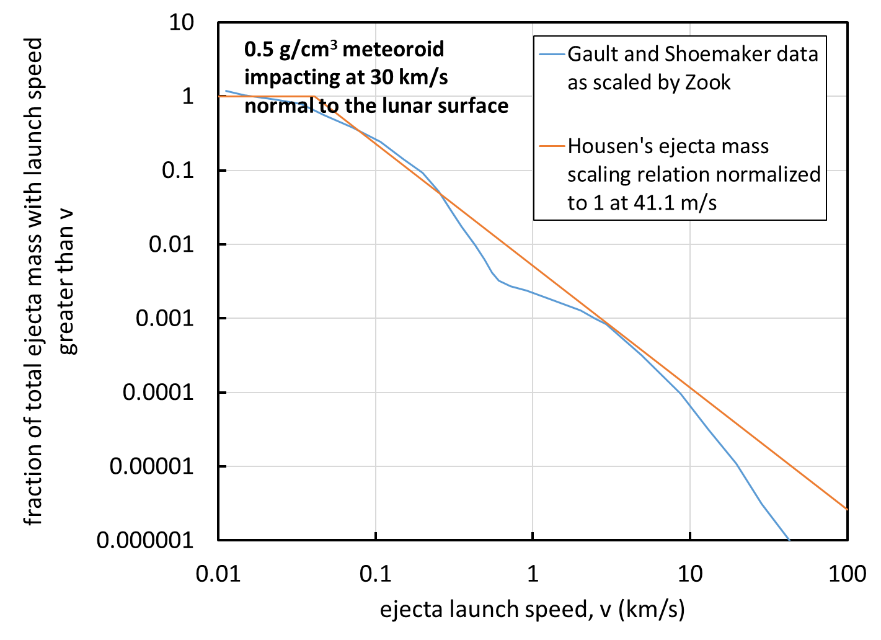 10
1
0.1
0.01
0.001
0.0001
0.00001
0.000001
0.01
0.1
1
10
100
fraction of total ejecta mass with launch speed
greater than v
ejecta launch speed, v (km/s)
0.5 g/cm³ meteoroid
impacting at 30 km/s
normal to the lunar surface
Gault and Shoemaker data
as scaled by Zook
Housen's ejecta mass
scaling relation normalized
to 1 at 41.1 m/s